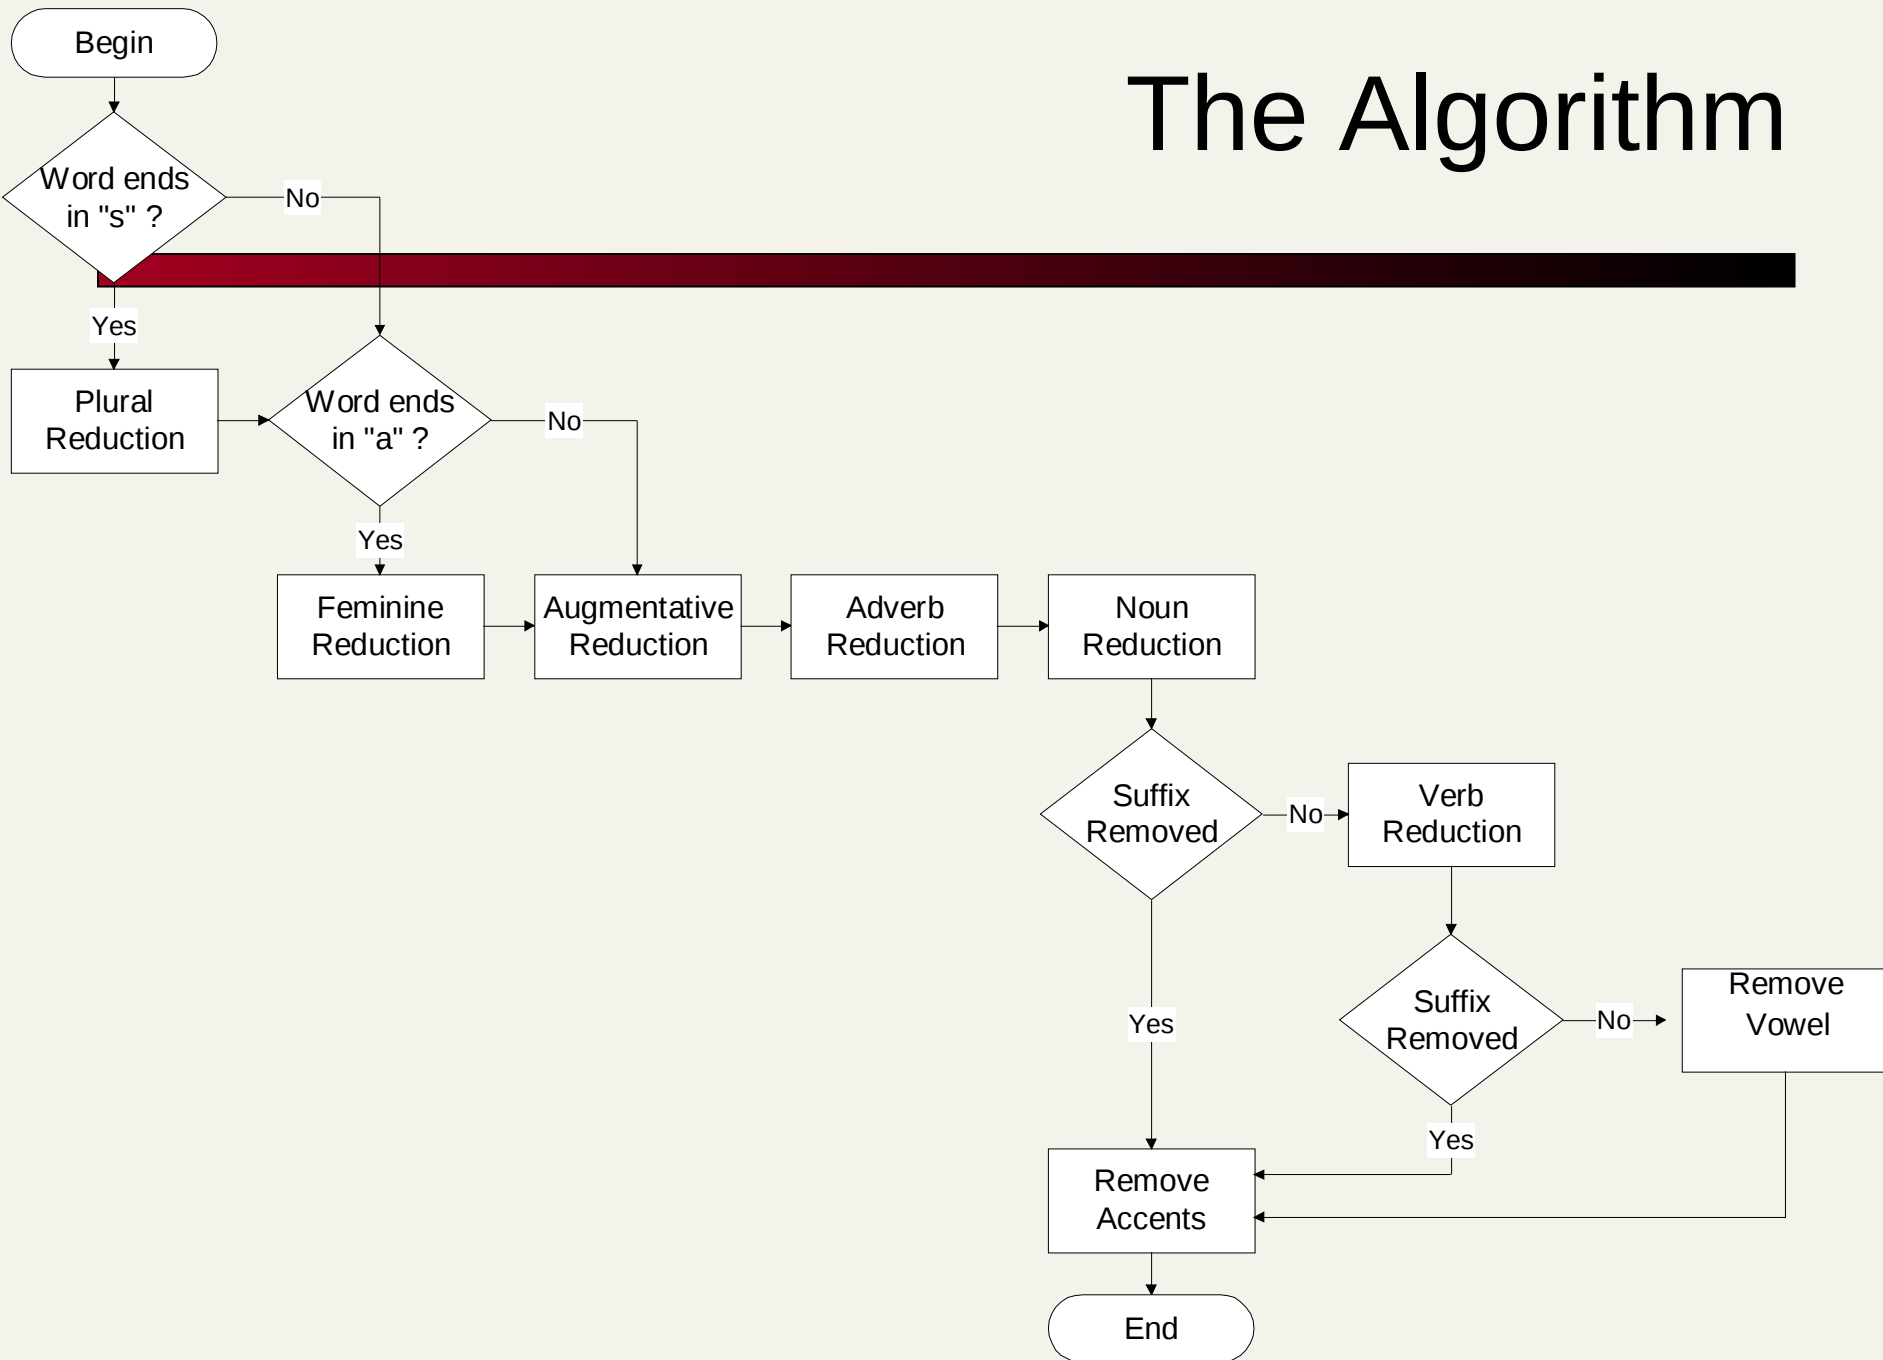 Begin
The Algorithm
Word ends
in "s" ?
No
Yes
Plural
Reduction
Word ends
in "a" ?
No
Yes
Feminine
Reduction
Augmentative
Reduction
Adverb
Reduction
Noun
Reduction
Suffix
Removed
No
Verb
Reduction
Yes
Suffix
Removed
No
Remove
Vowel
Yes
Remove
Accents
End